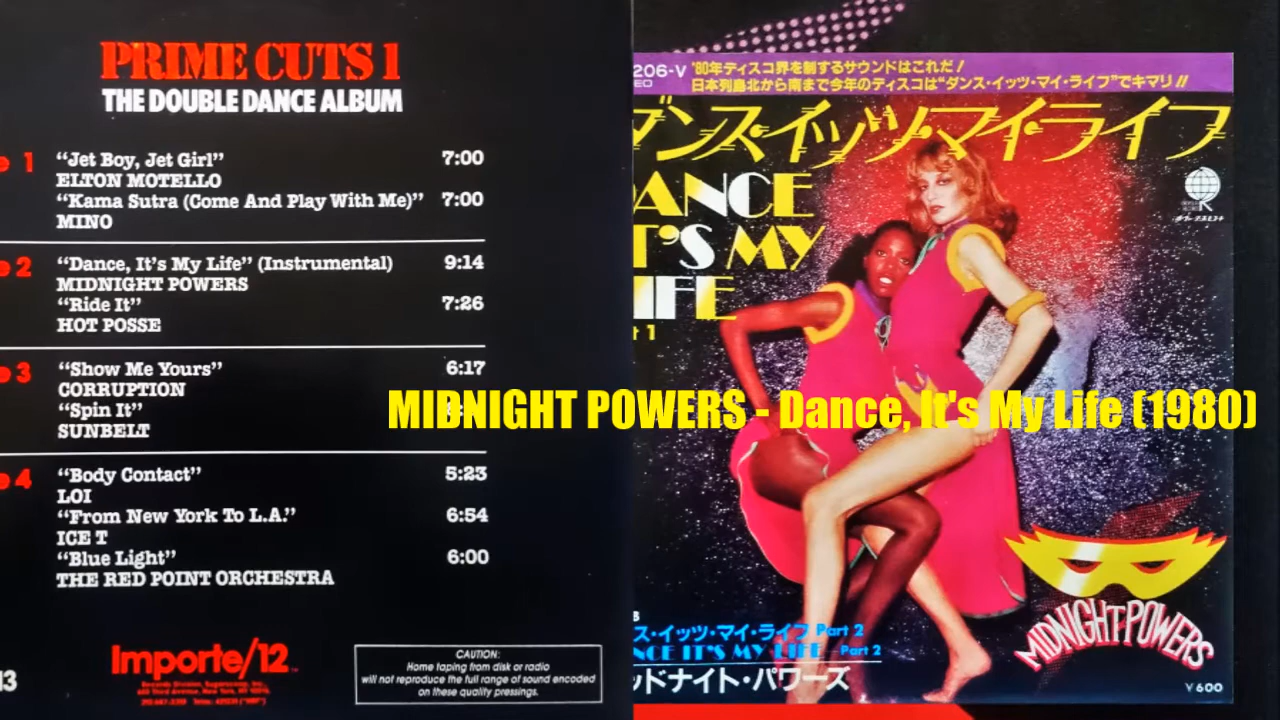 PRIME CUTS 1
THE DOUBLE DANCE ALBUM
1 "Jet Boy, Jet Girl" 7:00
ELTON MOTELLO
"Kama Sutra (Come And Play With Me)" 7:00
MINO
2 "Dance, It's My Life" (Instrumental) 9:14
MIDNIGHT POWERS
"Ride It" 7:26
HOT POSSE
3 "Show Me Yours" 6:17
CORRUPTION
"Spin It"
SUNBELT
4 "Body Contact" 5:23
LOI
"From New York To L.A." 6:54
ICE T
"Blue Light" 6:00
THE RED POINT ORCHESTRA
Importe/12
CAUTION:
Home taping from disk or radio
will not reproduce the full range of sound encoded
on these quality pressings.
13
206-V '80年ディスコ界を制するサウンドはこれだ!
日本列島北から南まで今年のディスコは"ダンス・イッツ・マイ・ライフ"でキマリ!!
ダンス・イッツ・マイ・ライフ
DANCE
IT'S MY
LIFE
1
MIDNIGHT POWERS - Dance, It's My Life (1980)
MIDNIGHT POWERS
ス・イッツ・マイ・ライフ Part 2
NCE IT'S MY LIFE - Part 2
ッドナイト・パワーズ
¥600